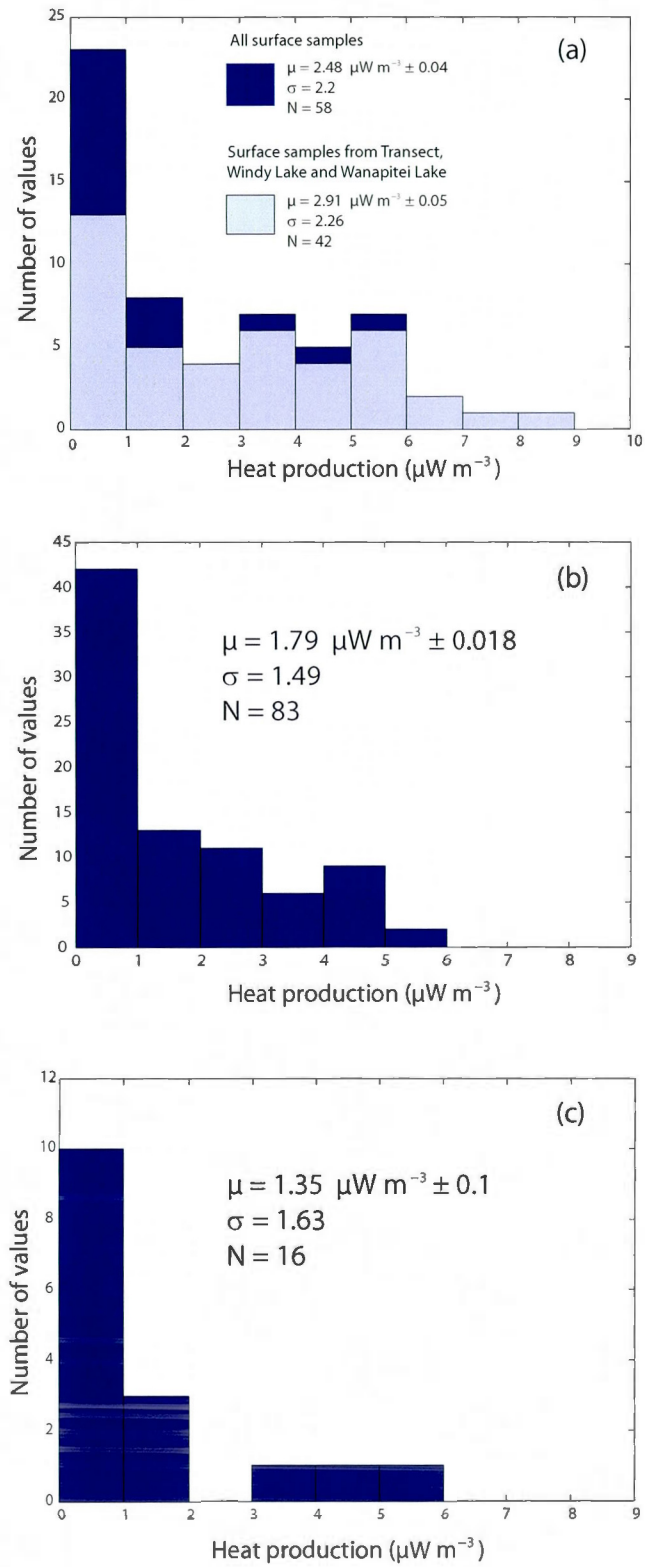 25
20
15
10
5
0
Number of values
(a)
All surface samples
μ = 2.48 μW m⁻³ ± 0.04
σ = 2.2
N = 58
Surface samples from Transect,
Windy Lake and Wanapitei Lake
μ = 2.91 μW m⁻³ ± 0.05
σ = 2.26
N = 42
0 1 2 3 4 5 6 7 8 9 10
Heat production (μW m⁻³)
45
40
35
30
25
20
15
10
5
0
Number of values
(b)
μ = 1.79 μW m⁻³ ± 0.018
σ = 1.49
N = 83
0 1 2 3 4 5 6 7 8 9
Heat production (μW m⁻³)
12
10
8
6
4
2
0
Number of values
(c)
μ = 1.35 μW m⁻³ ± 0.1
σ = 1.63
N = 16
0 1 2 3 4 5 6 7 8 9
Heat production (μW m⁻³)